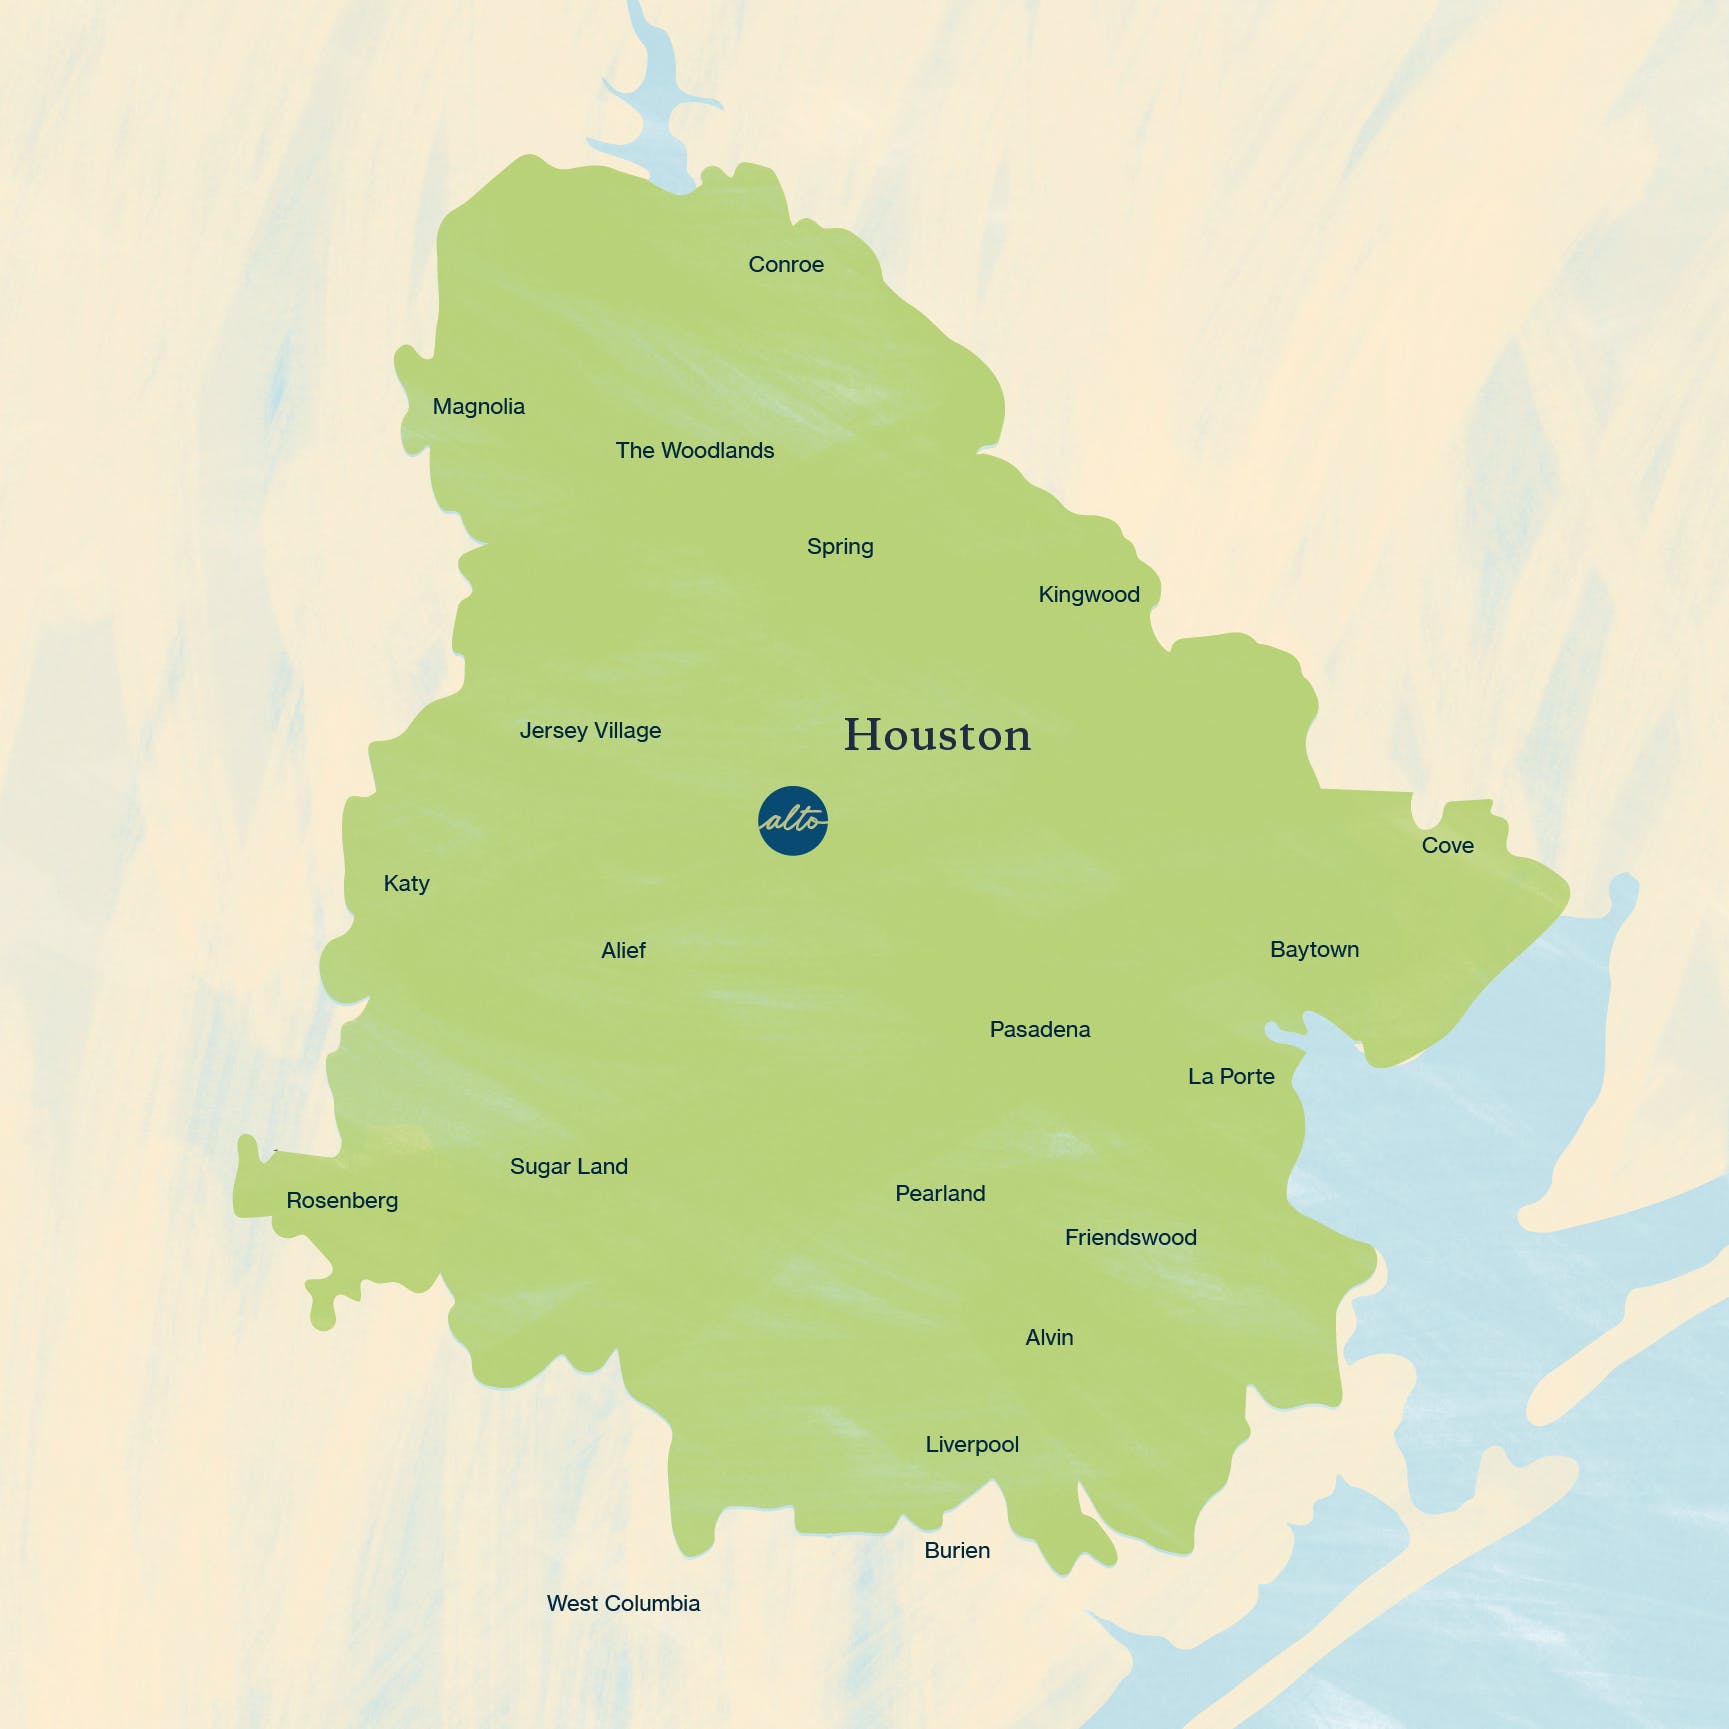 Conroe
Magnolia
The Woodlands
Spring
Kingwood
Jersey Village
Houston
alto
Cove
Katy
Alief
Baytown
Pasadena
La Porte
Sugar Land
Rosenberg
Pearland
Friendswood
Alvin
Liverpool
Burien
West Columbia